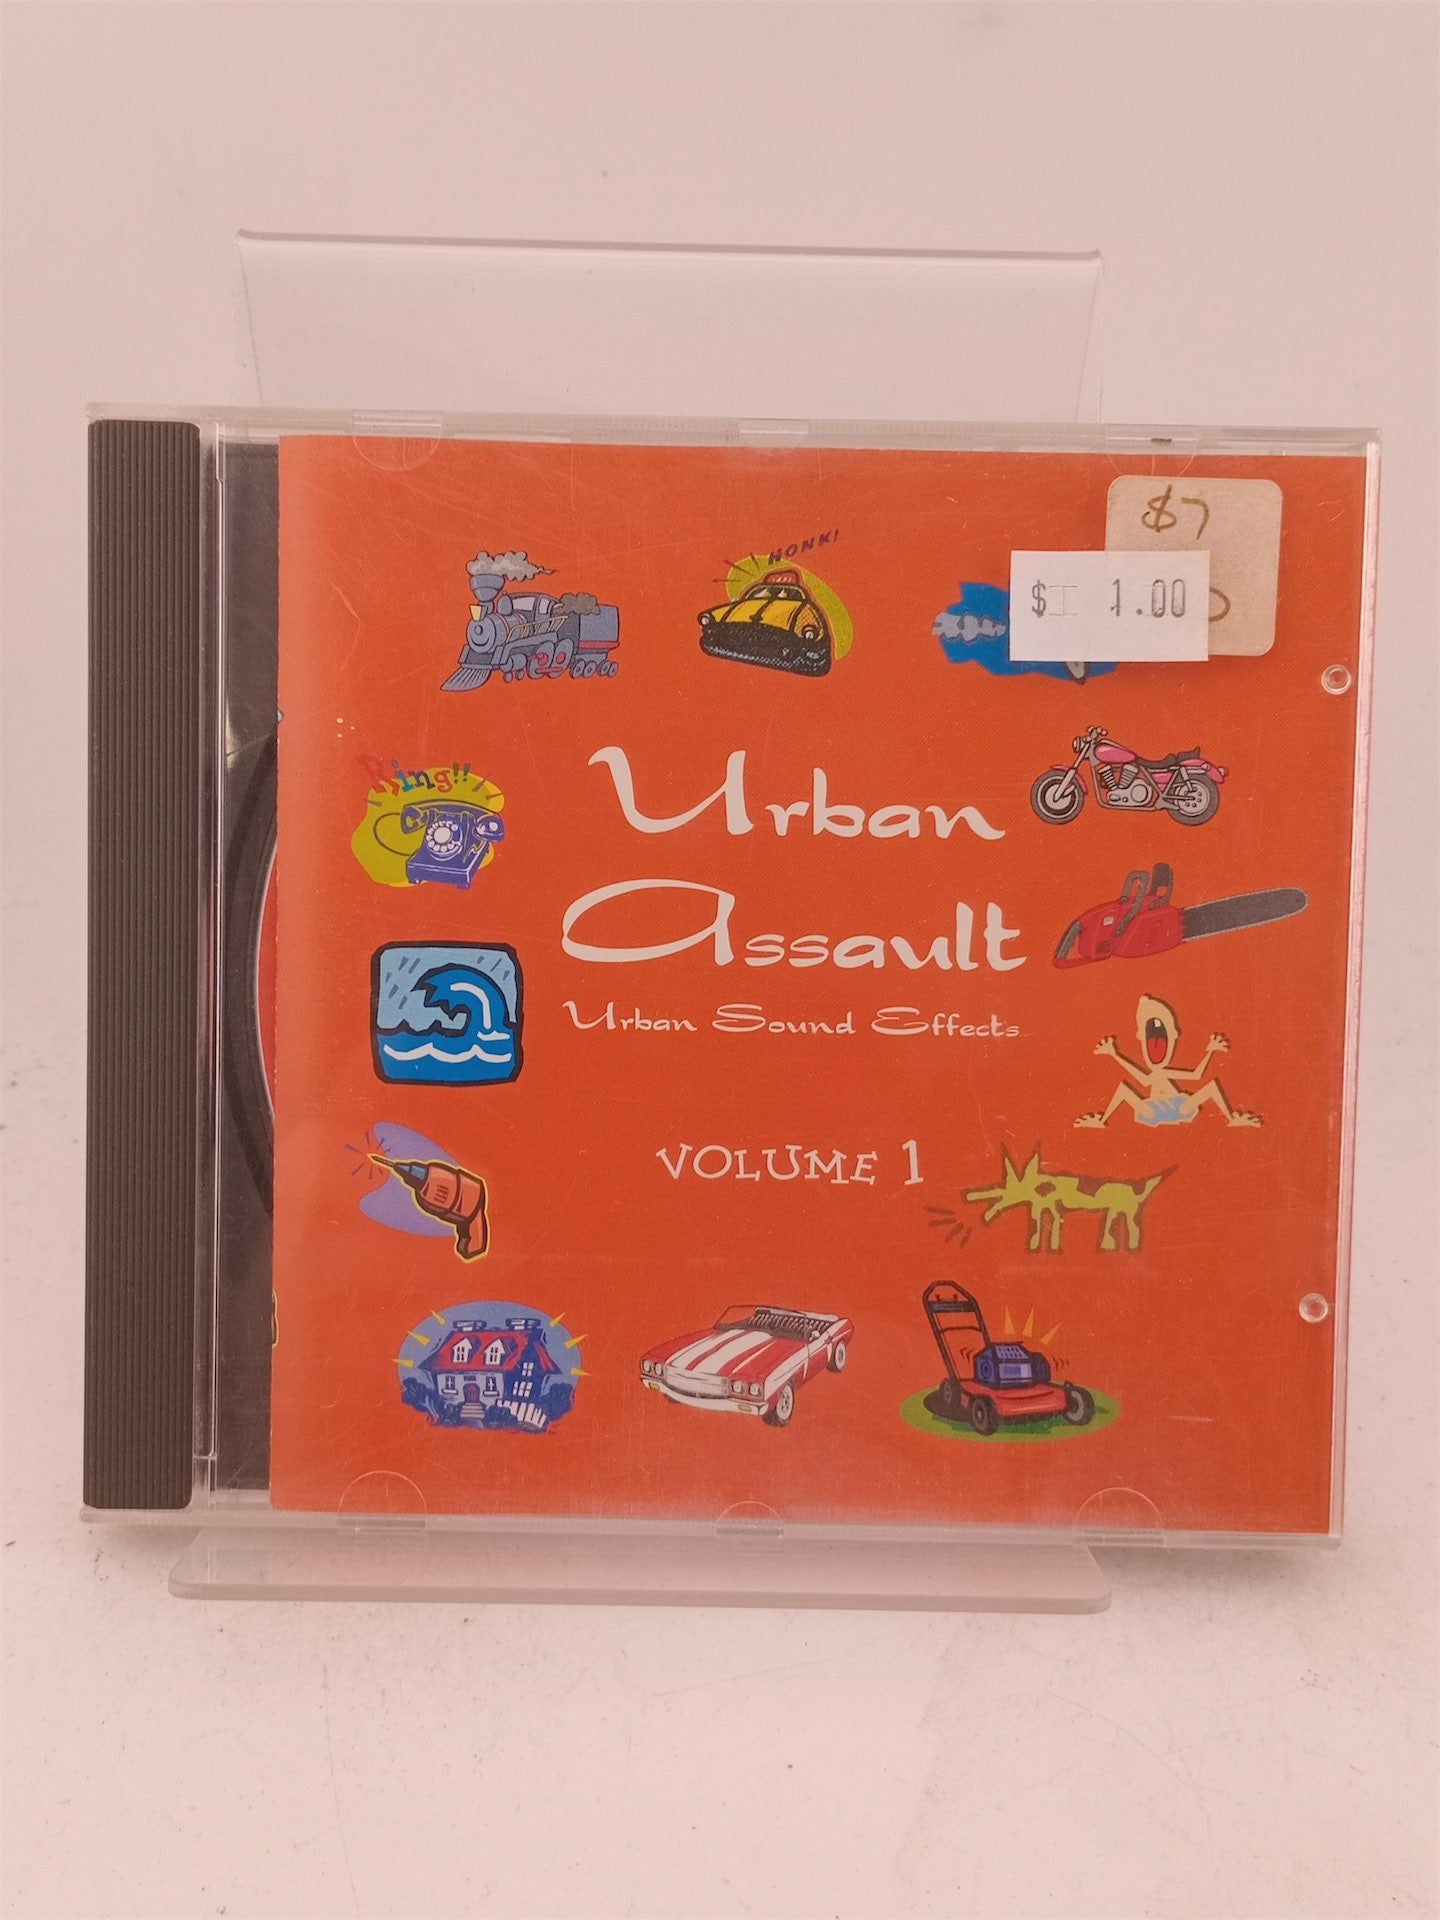 $7
$ 1.00
HONK!
Ring!!
Urban
Assault
Urban Sound Effects
VOLUME 1